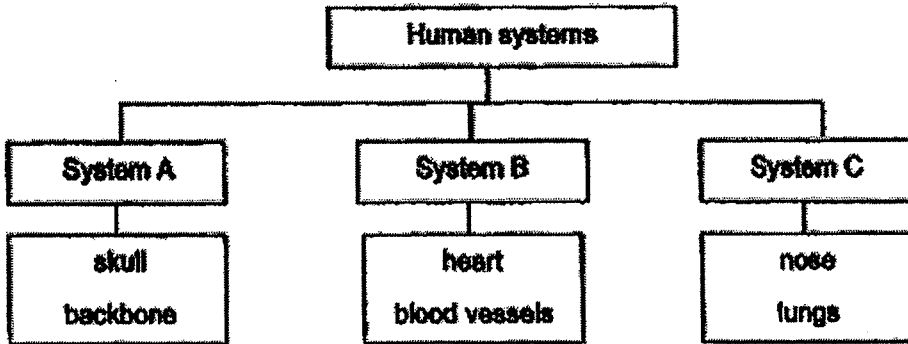 Human systems
System A
System B
System C
skull
backbone
heart
blood vessels
nose
lungs